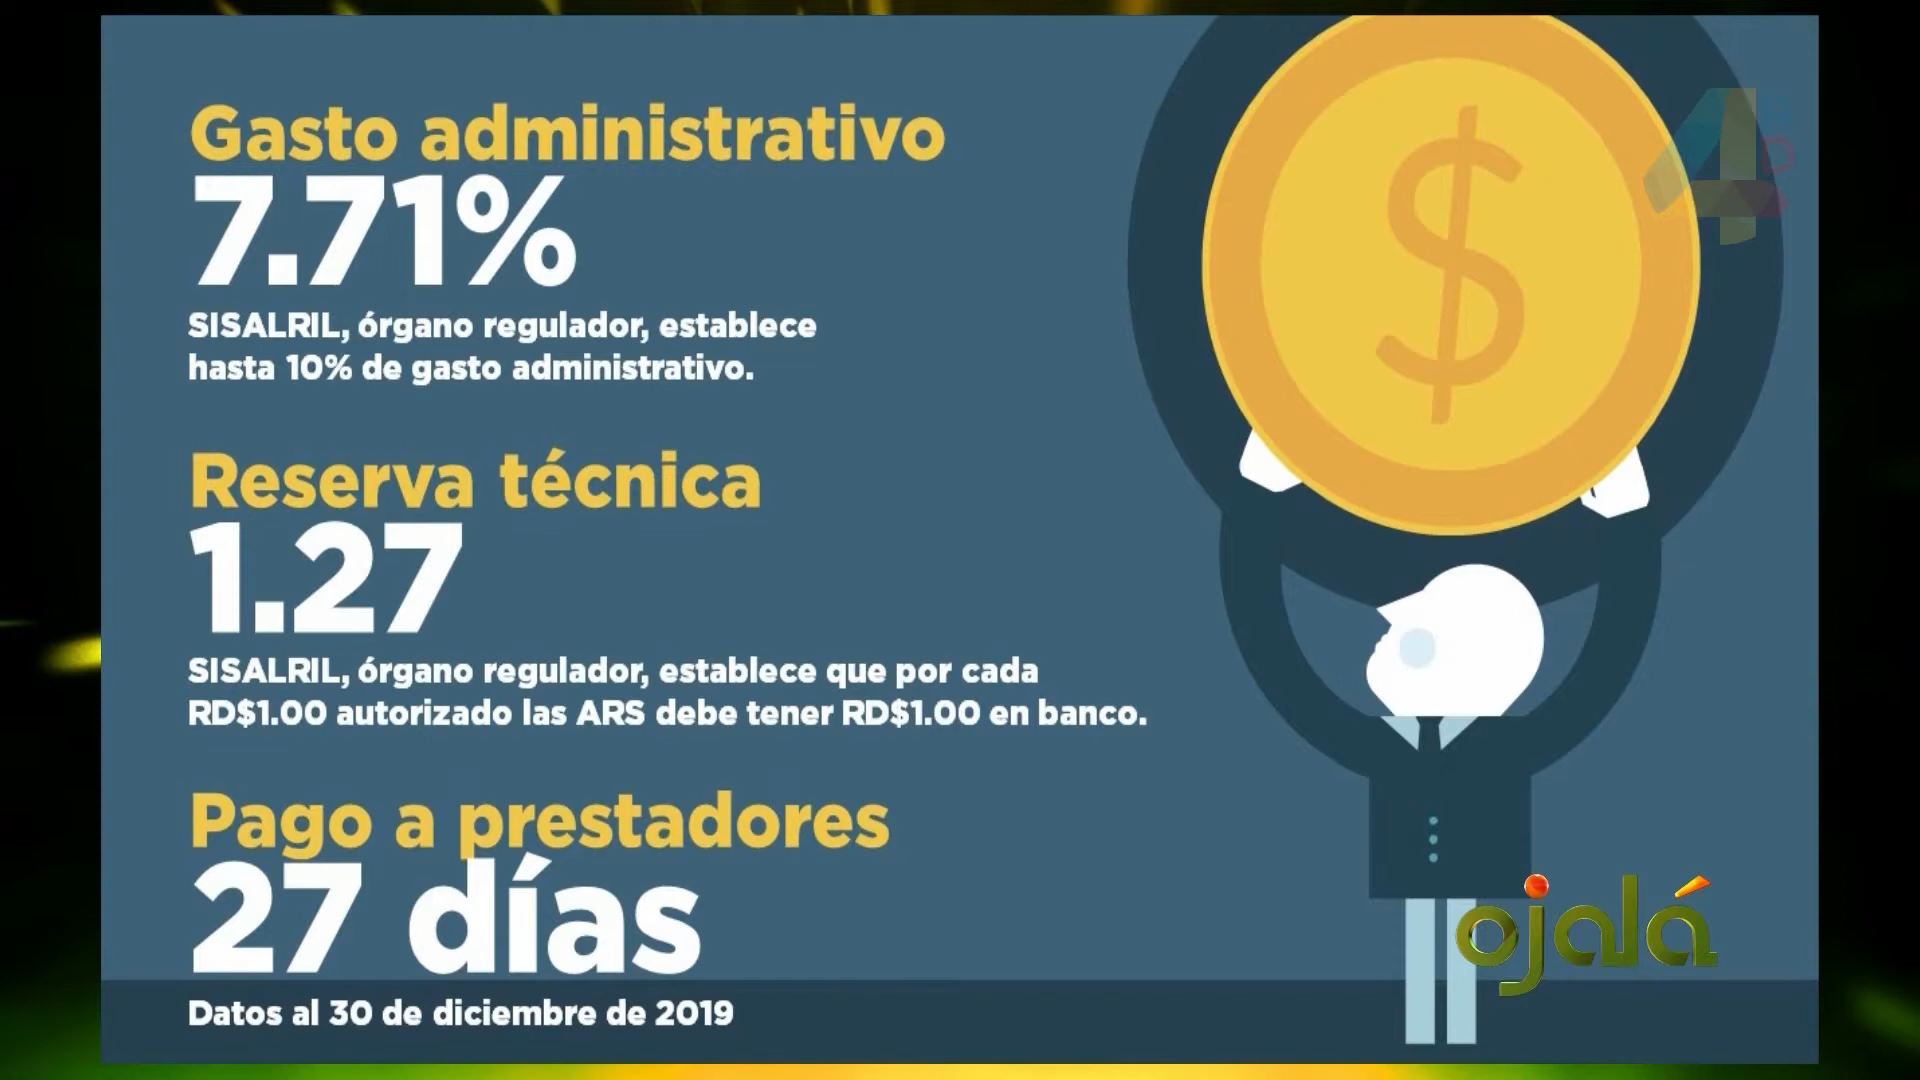 Gasto administrativo
7.71%
SISALRIL, órgano regulador, establece
hasta 10% de gasto administrativo.
Reserva técnica
1.27
SISALRIL, órgano regulador, establece que por cada
RD$1.00 autorizado las ARS debe tener RD$1.00 en banco.
Pago a prestadores
27 días
Datos al 30 de diciembre de 2019
$
4
ojalá